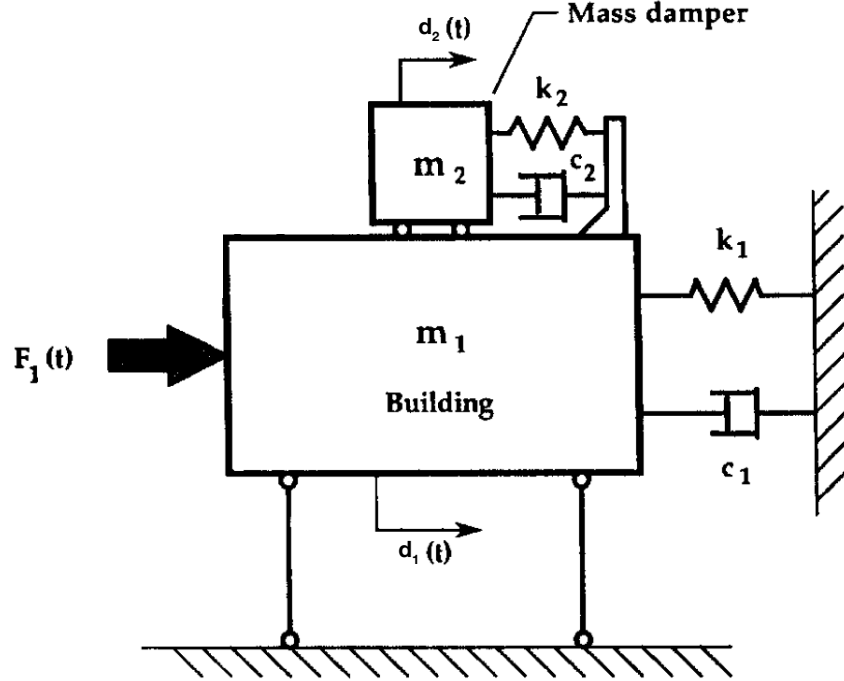 d₂(t)
Mass damper
k₂
m₂
c₂
k₁
m₁
F₁(t)
Building
c₁
d₁(t)